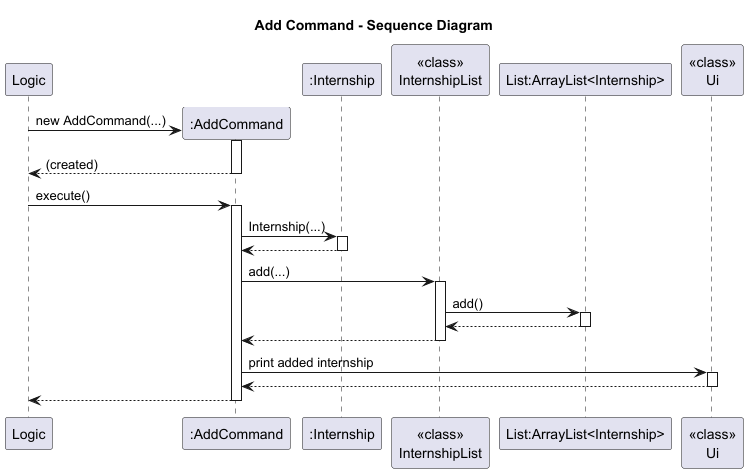 Add Command - Sequence Diagram
«class»
«class»
Logic
:Internship
InternshipList
List:ArrayList<Internship>
Ui
new AddCommand(...)
:AddCommand
(created)
execute()
Internship(...)
add(...)
add()
print added internship
Logic
:AddCommand
:Internship
«class»
InternshipList
List:ArrayList<Internship>
«class»
Ui